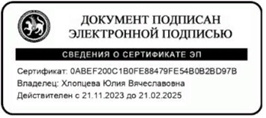 ДОКУМЕНТ ПОДПИСАН
ЭЛЕКТРОННОЙ ПОДПИСЬЮ
СВЕДЕНИЯ О СЕРТИФИКАТЕ ЭП
Сертификат: 0ABEF200C1B0FE88479FE54B0B2BD97B
Владелец: Хлопцева Юлия Вячеславовна
Действителен с 21.11.2023 до 21.02.2025